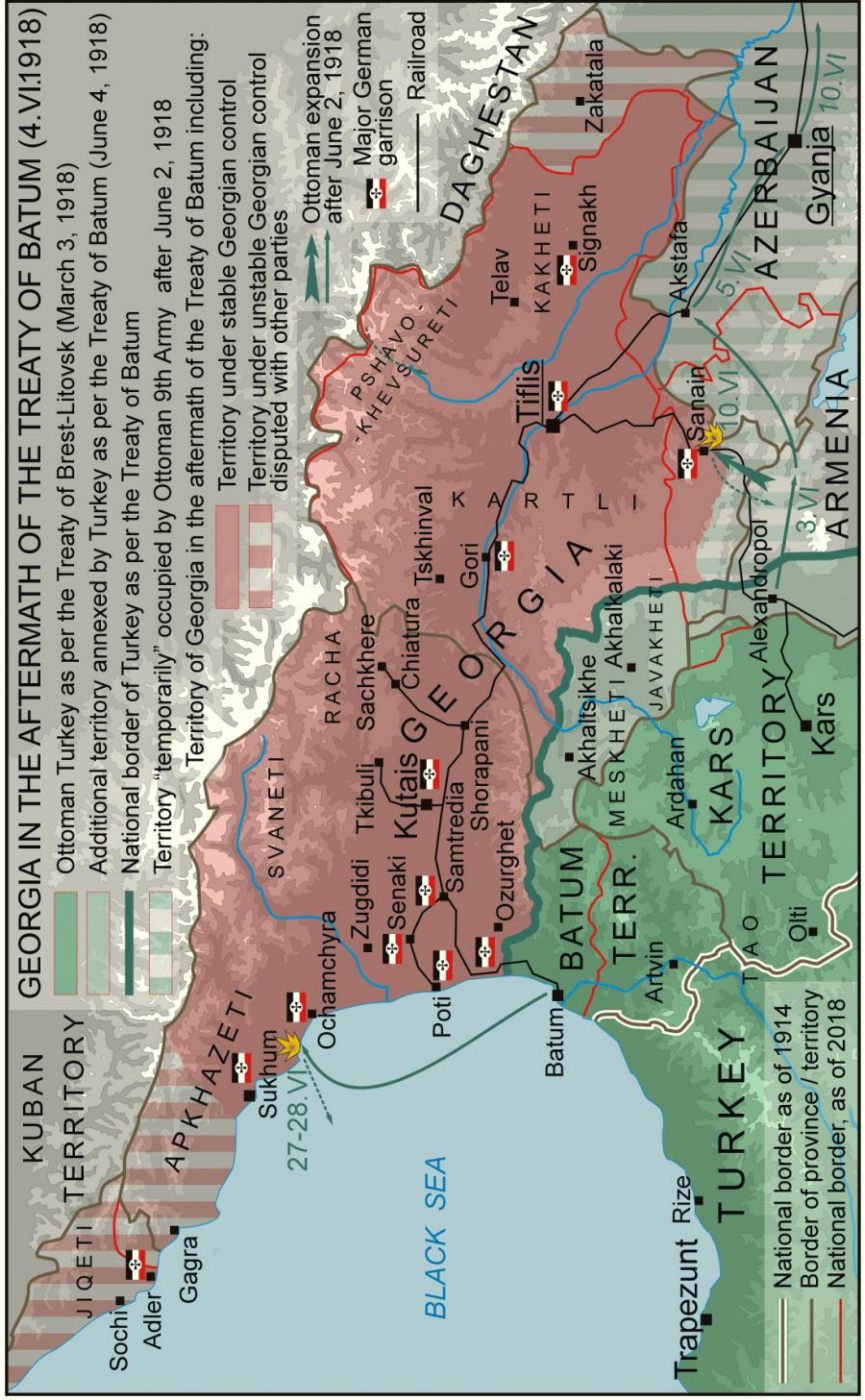 GEORGIA IN THE AFTERMATH OF THE TREATY OF BATUM (4.VI.1918)
Ottoman Turkey as per the Treaty of Brest-Litovsk (March 3, 1918)
Additional territory annexed by Turkey as per the Treaty of Batum (June 4, 1918)
National border of Turkey as per the Treaty of Batum
Territory “temporarily” occupied by Ottoman 9th Army after June 2, 1918
Territory of Georgia in the aftermath of the Treaty of Batum including:
Territory under stable Georgian control
Territory under unstable Georgian control
disputed with other parties
Ottoman expansion
after June 2, 1918
Major German
garrison
Railroad
KUBAN
TERRITORY
JIQETI
Sochi
Adler
Gagra
APKHAZETI
Sukhum
27-28.VI
Ochamchyra
SVANETI
Zugdidi
Senaki
Poti
Samtredia
Ozurghet
Tkibuli
Kutais
Shorapani
RACHA
Sachkhere
Chiatura
GEORGIA
Tskhinval
Gori
KARTLI
PSHAVO-
-KHEVSURETI
DAGHESTAN
Telav
KAKHETI
Signakh
Zakatala
Tiflis
BLACK SEA
Batum
BATUM
TERR.
Artvin
TAO
Olti
Akhaltsikhe
MESKHETI
Akhalkalaki
JAVAKHETI
Ardahan
KARS
TERRITORY
Kars
Alexandropol
3.VI
Sanain
10.VI
ARMENIA
Akstafa
5.VI
AZERBAIJAN
Gyanja
10.VI
Trapezunt
Rize
TURKEY
National border as of 1914
Border of province / territory
National border, as of 2018